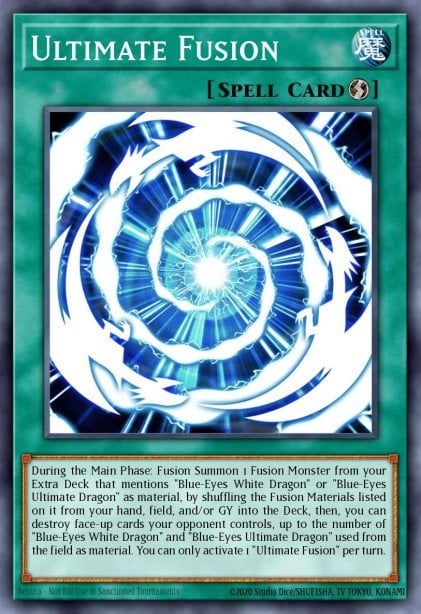 ULTIMATE FUSION
SPELL
魔
[SPELL CARD]
During the Main Phase: Fusion Summon 1 Fusion Monster from your
Extra Deck that mentions "Blue-Eyes White Dragon" or "Blue-Eyes
Ultimate Dragon" as material, by shuffling the Fusion Materials listed
on it from your hand, field, and/or GY into the Deck, then, you can
destroy face-up cards your opponent controls, up to the number of
"Blue-Eyes White Dragon" and "Blue-Eyes Ultimate Dragon" used from
the field as material. You can only activate 1 "Ultimate Fusion" per turn.
Replica - Not For Use in Sanctioned Tournaments
©2020 Studio Dice/SHUEISHA, TV TOKYO, KONAMI